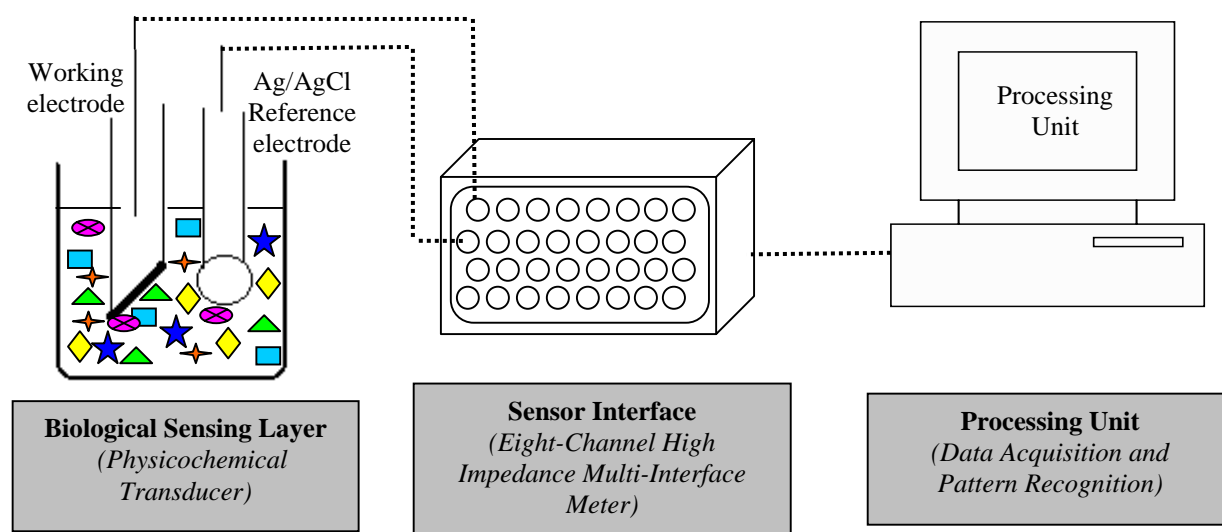 Working
electrode
Ag/AgCl
Reference
electrode
Processing
Unit
Biological Sensing Layer
(Physicochemical
Transducer)
Sensor Interface
(Eight-Channel High
Impedance Multi-Interface
Meter)
Processing Unit
(Data Acquisition and
Pattern Recognition)